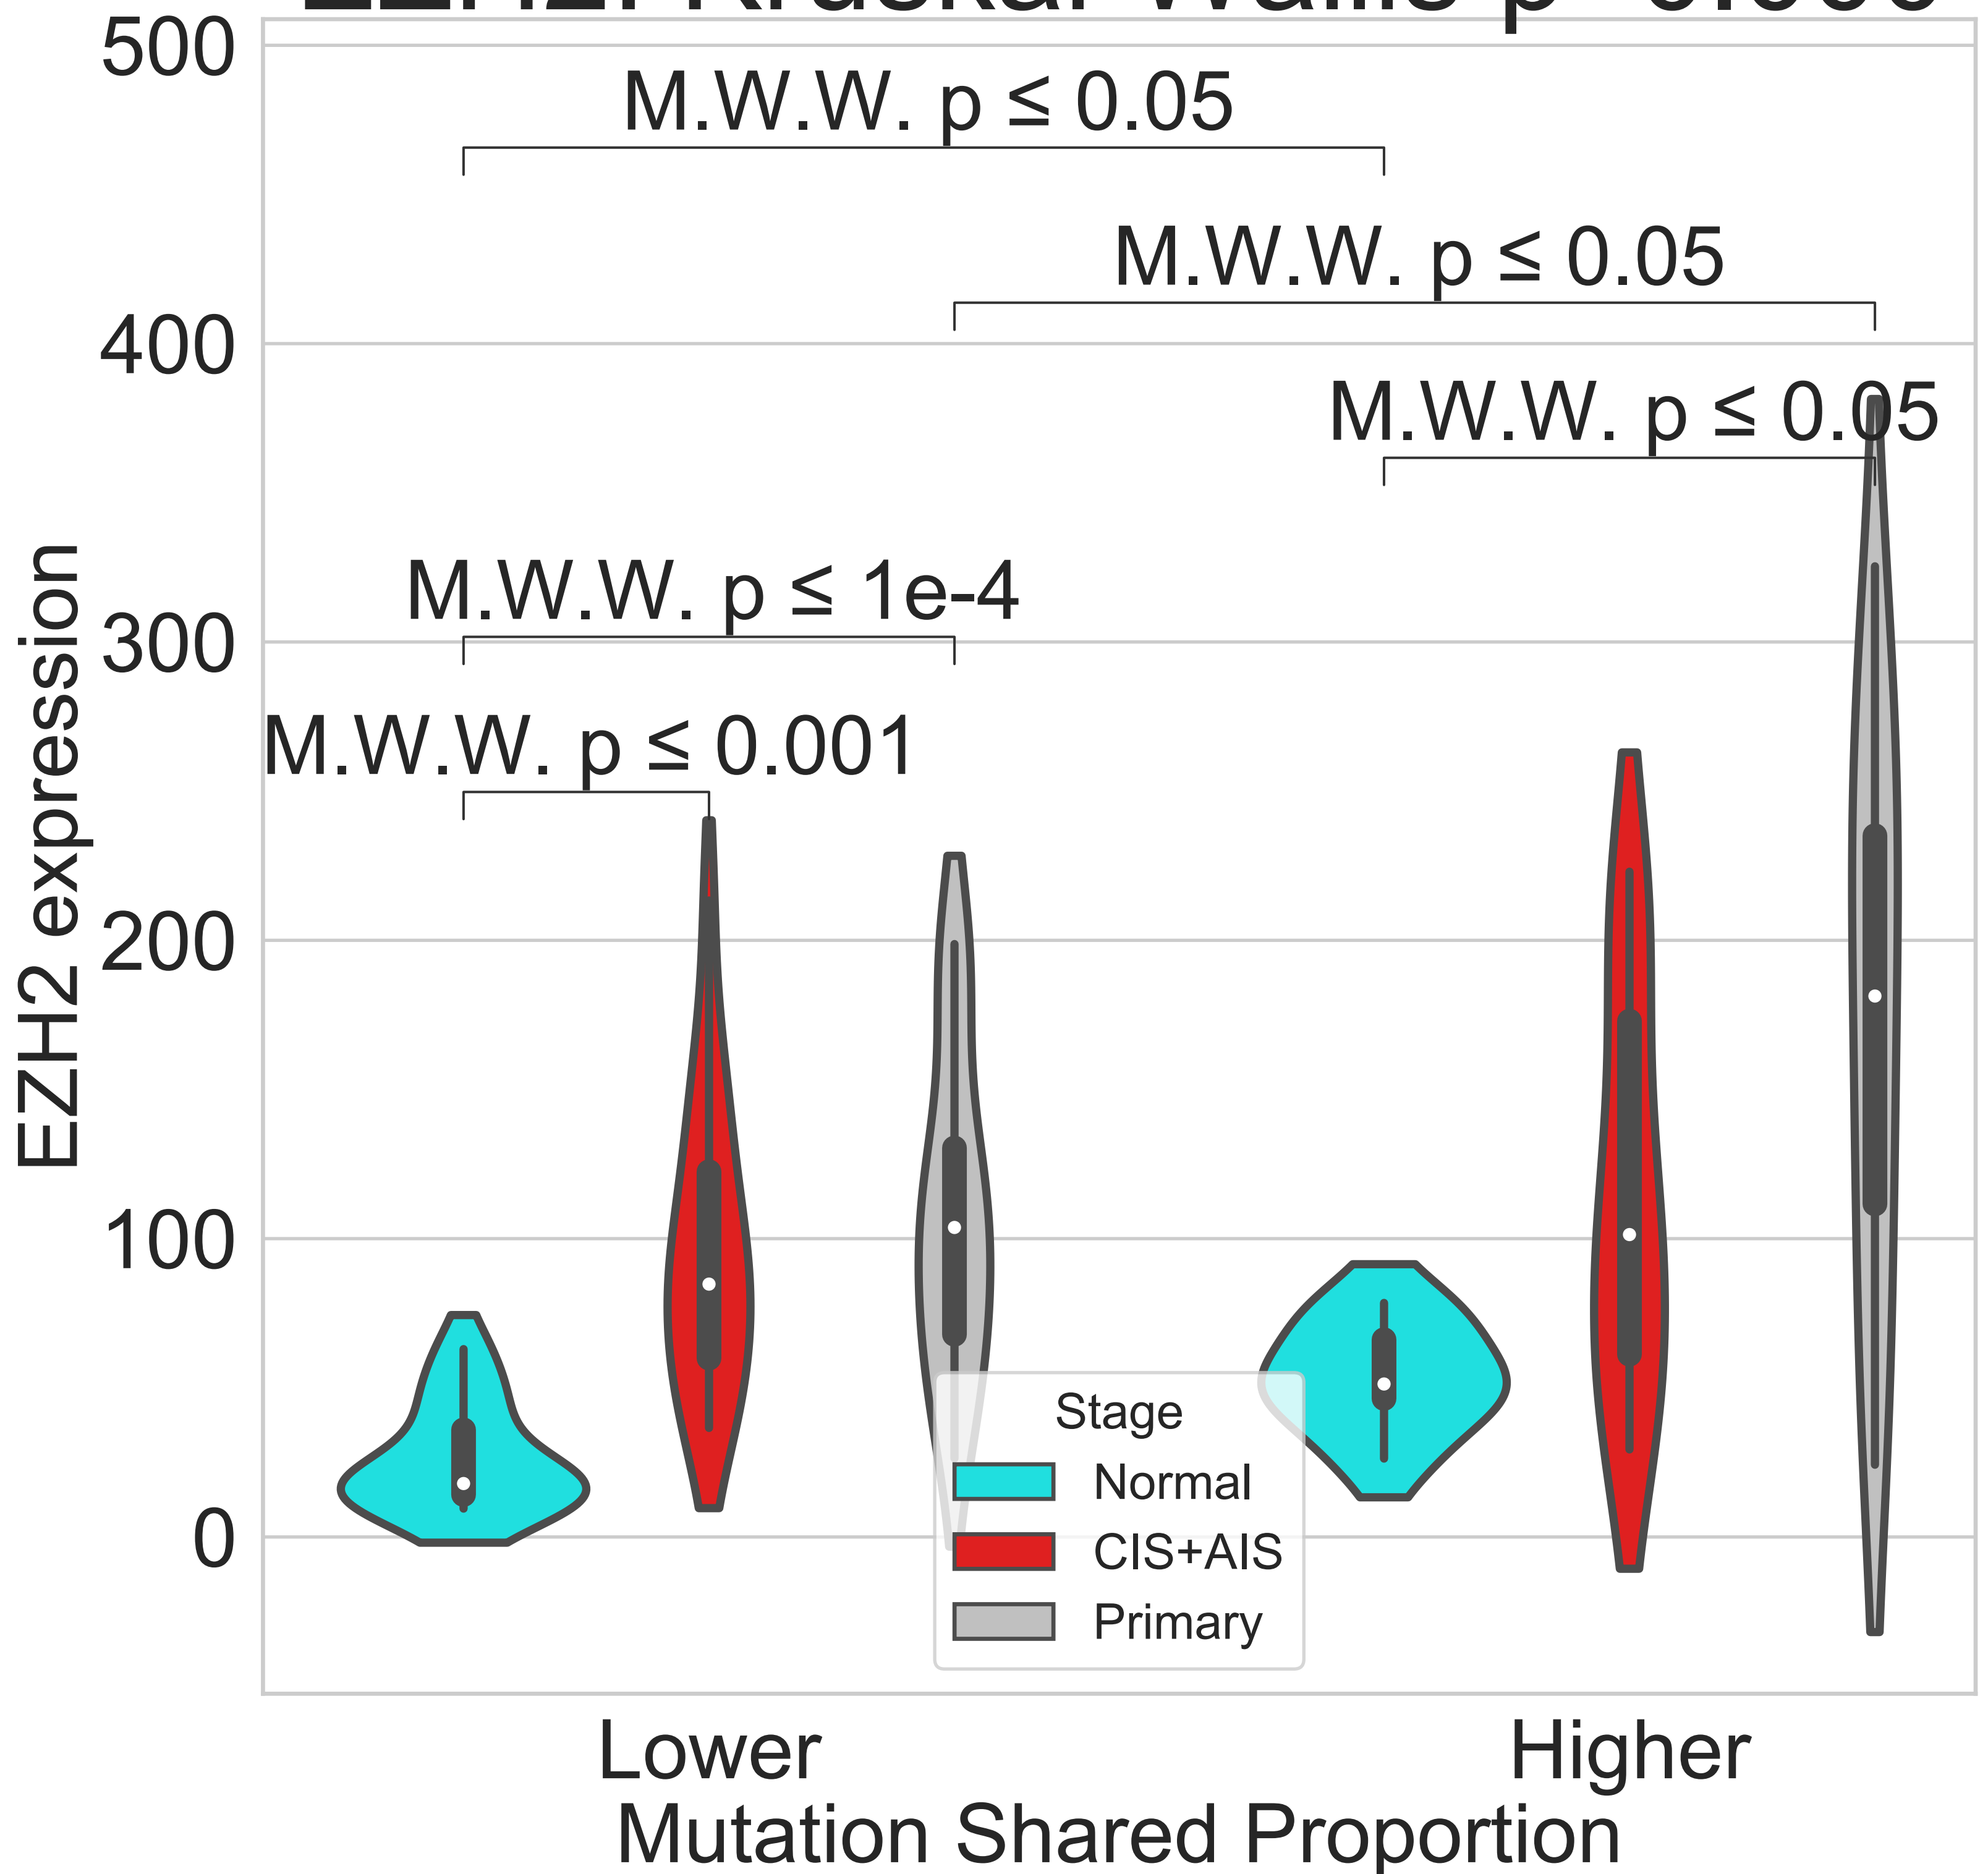 500
M.W.W. p ≤ 0.05
M.W.W. p ≤ 0.05
400
M.W.W. p ≤ 0.05
M.W.W. p ≤ 1e-4
300
M.W.W. p ≤ 0.001
EZH2 expression
200
100
0
Stage
Normal
CIS+AIS
Primary
Lower
Higher
Mutation Shared Proportion